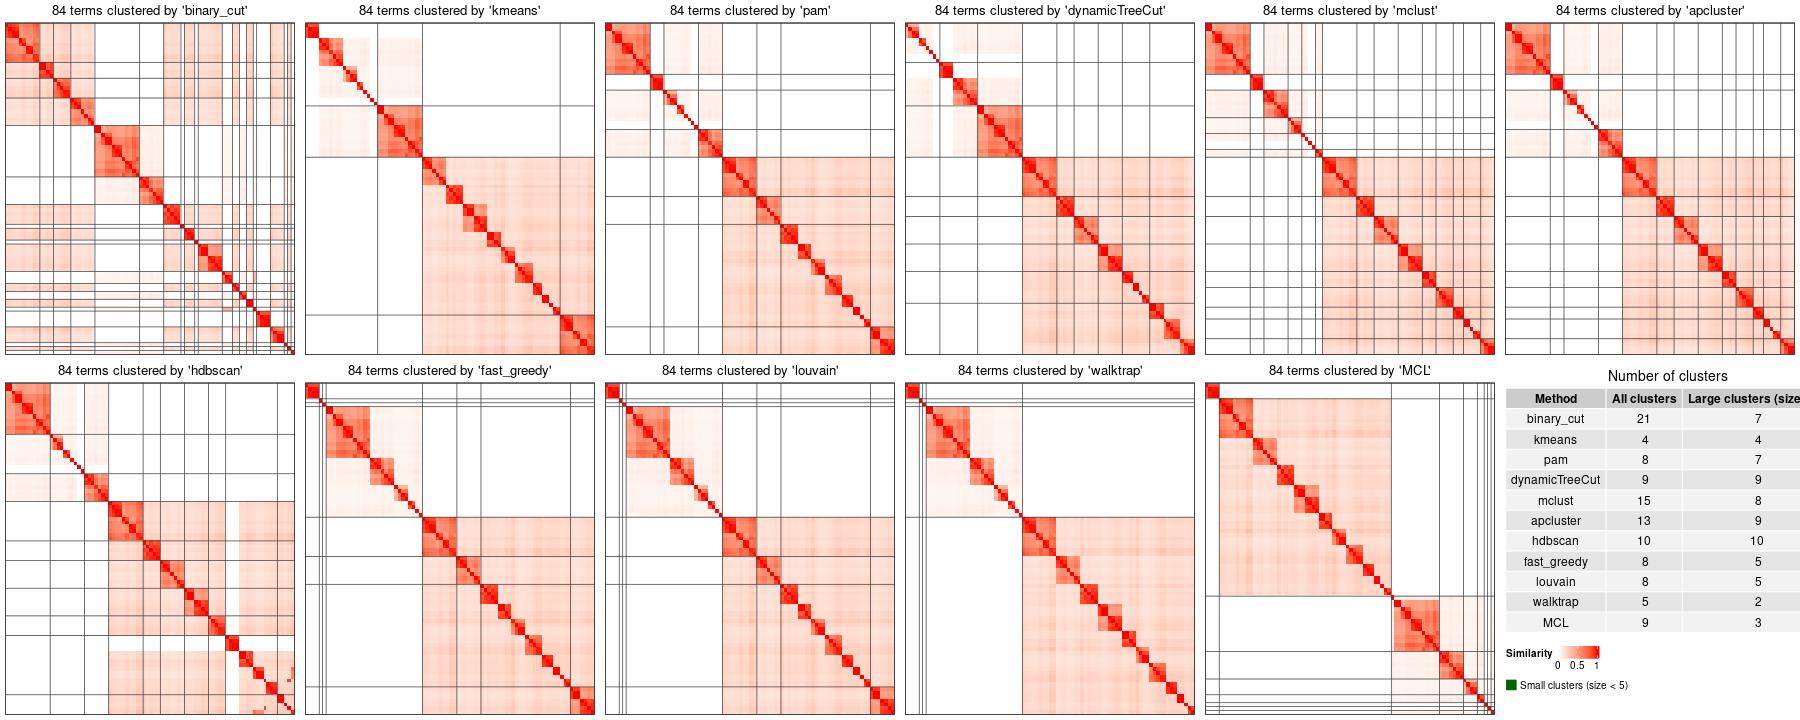 84 terms clustered by 'binary_cut'
84 terms clustered by 'kmeans'
84 terms clustered by 'pam'
84 terms clustered by 'dynamicTreeCut'
84 terms clustered by 'mclust'
84 terms clustered by 'apcluster'
84 terms clustered by 'hdbscan'
84 terms clustered by 'fast_greedy'
84 terms clustered by 'louvain'
84 terms clustered by 'walktrap'
84 terms clustered by 'MCL'
Number of clusters
Method All clusters Large clusters (size
binary_cut 21 7
kmeans 4 4
pam 8 7
dynamicTreeCut 9 9
mclust 15 8
apcluster 13 9
hdbscan 10 10
fast_greedy 8 5
louvain 8 5
walktrap 5 2
MCL 9 3
Similarity
0 0.5 1
Small clusters (size < 5)